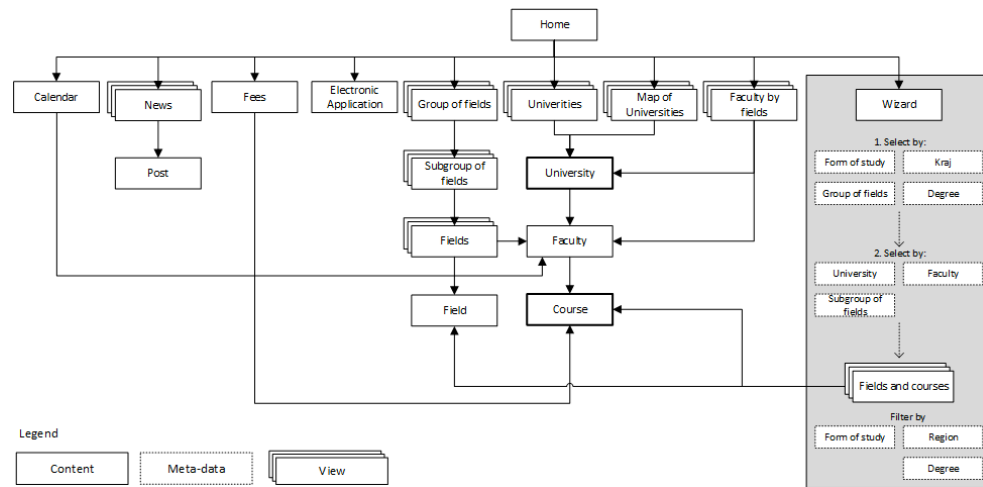 Home
Calendar
News
Fees
Electronic
Application
Group of fields
Univerities
Map of
Universities
Faculty by
fields
Wizard
1. Select by:
Form of study
Kraj
Group of fields
Degree
Post
Subgroup of
fields
University
Fields
Faculty
2. Select by:
University
Faculty
Subgroup of
fields
Field
Course
Fields and courses
Filter by
Form of study
Region
Degree
Legend
Content
Meta-data
View